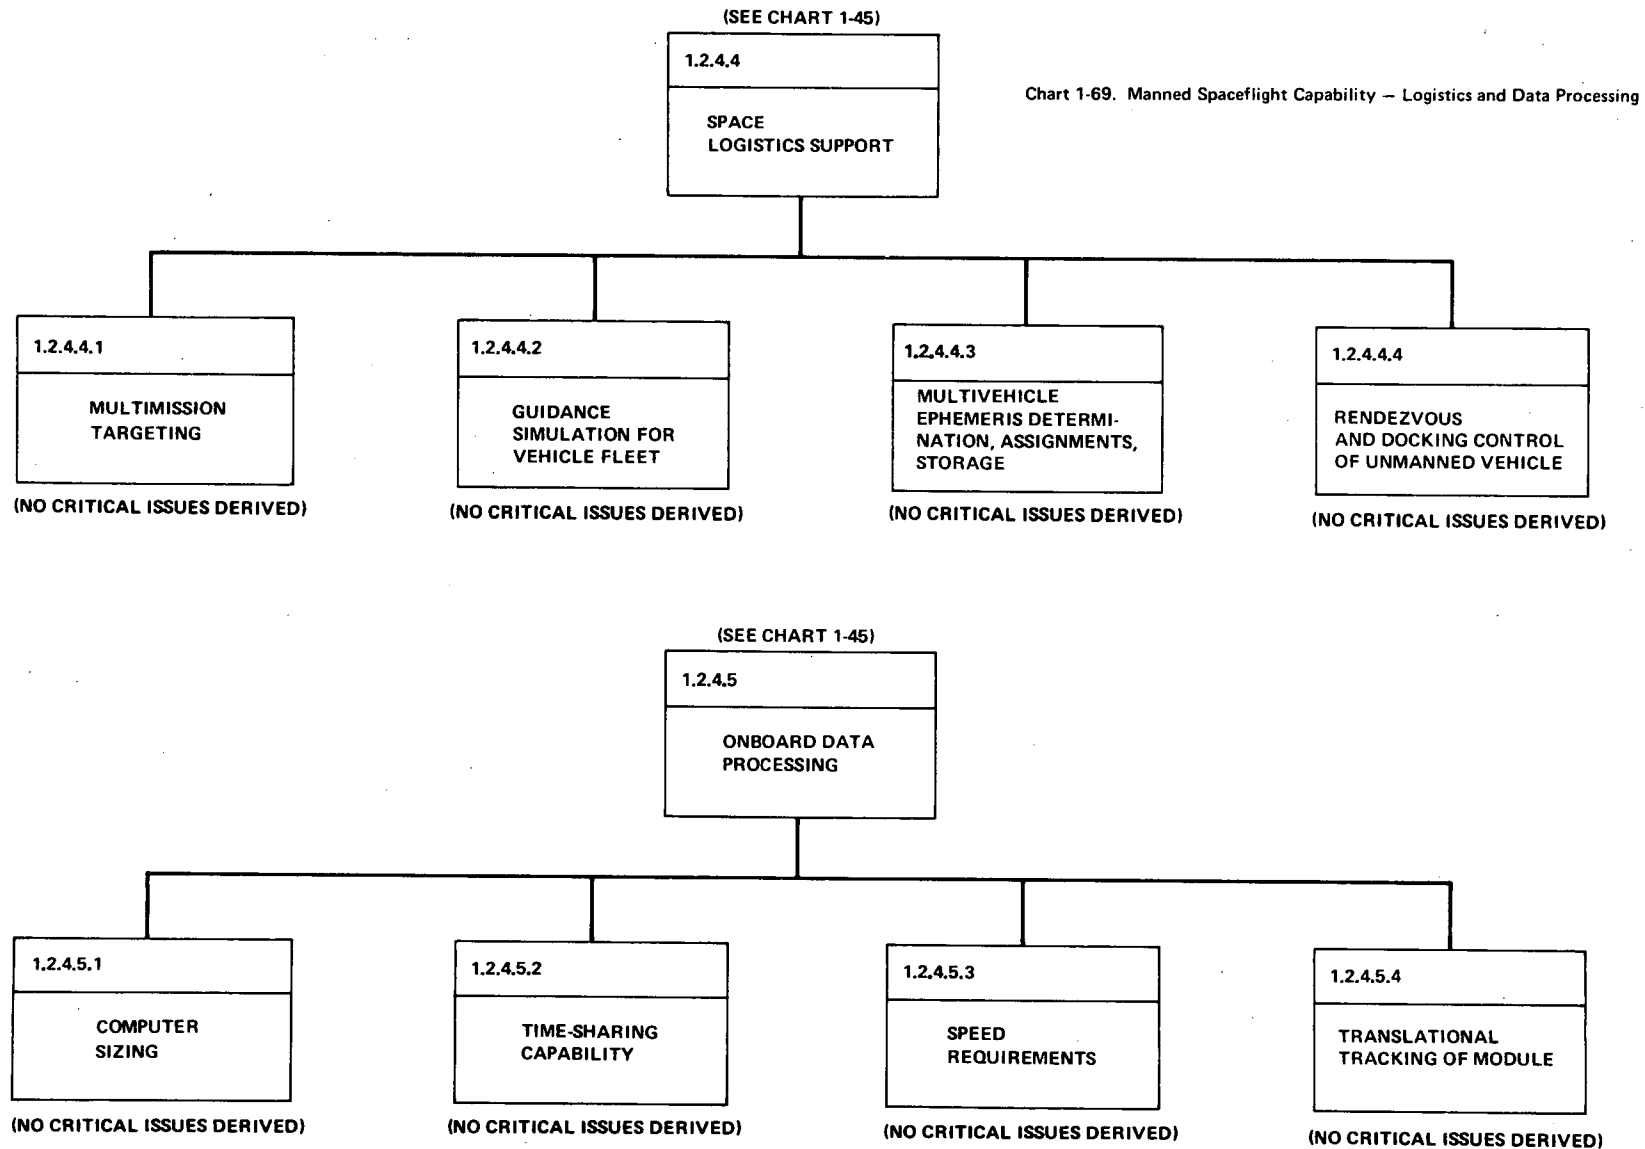 (SEE CHART 1-45)
1.2.4.4
SPACE
LOGISTICS SUPPORT
Chart 1-69. Manned Spaceflight Capability — Logistics and Data Processing
1.2.4.4.1
MULTIMISSION
TARGETING
(NO CRITICAL ISSUES DERIVED)
1.2.4.4.2
GUIDANCE
SIMULATION FOR
VEHICLE FLEET
(NO CRITICAL ISSUES DERIVED)
1.2.4.4.3
MULTIVEHICLE
EPHEMERIS DETERMI-
NATION, ASSIGNMENTS,
STORAGE
(NO CRITICAL ISSUES DERIVED)
1.2.4.4.4
RENDEZVOUS
AND DOCKING CONTROL
OF UNMANNED VEHICLE
(NO CRITICAL ISSUES DERIVED)
(SEE CHART 1-45)
1.2.4.5
ONBOARD DATA
PROCESSING
1.2.4.5.1
COMPUTER
SIZING
(NO CRITICAL ISSUES DERIVED)
1.2.4.5.2
TIME-SHARING
CAPABILITY
(NO CRITICAL ISSUES DERIVED)
1.2.4.5.3
SPEED
REQUIREMENTS
(NO CRITICAL ISSUES DERIVED)
1.2.4.5.4
TRANSLATIONAL
TRACKING OF MODULE
(NO CRITICAL ISSUES DERIVED)